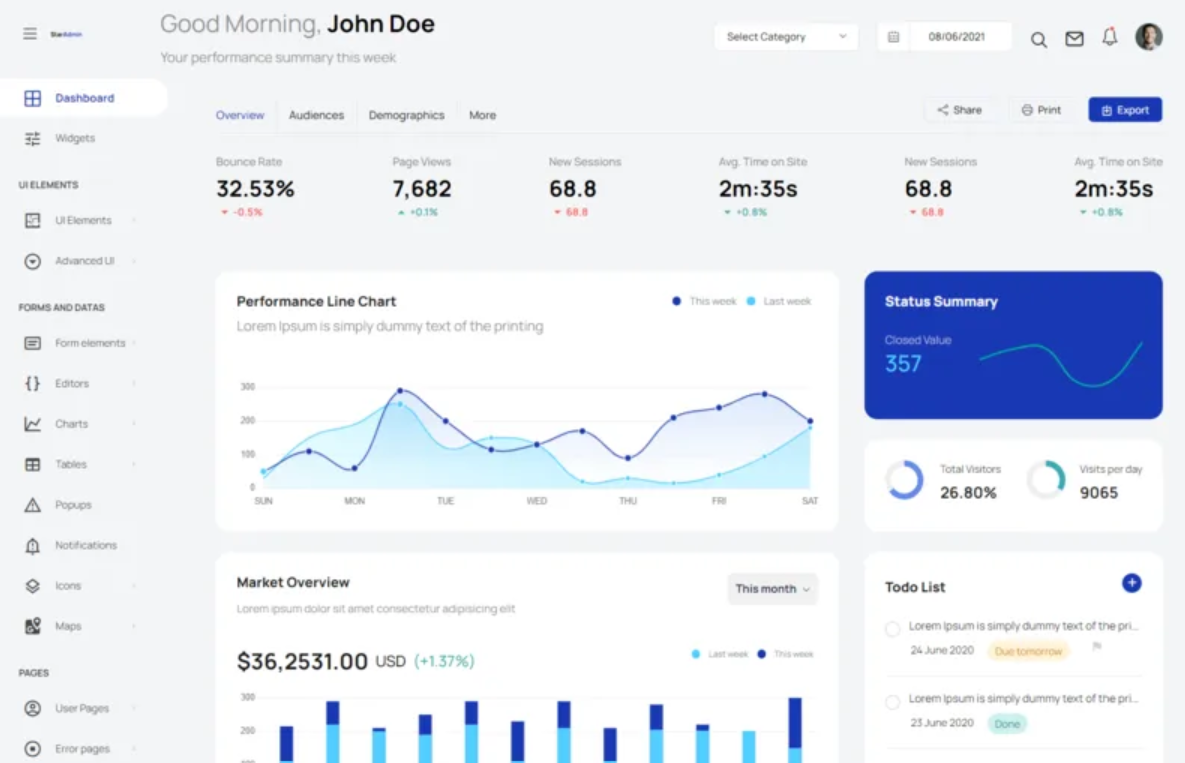 StarAdmin
Good Morning, John Doe
Your performance summary this week
Select Category
08/06/2021
Dashboard
Widgets
UI ELEMENTS
UI Elements
Advanced UI
FORMS AND DATAS
Form elements
Editors
Charts
Tables
Popups
Notifications
Icons
Maps
PAGES
User Pages
Error pages
Overview Audiences Demographics More
Share Print Export
Bounce Rate Page Views New Sessions Avg. Time on Site New Sessions Avg. Time on Site
32.53% 7,682 68.8 2m:35s 68.8 2m:35s
-0.5% +0.1% 68.8 +0.8% 68.8 +0.8%
Performance Line Chart
This week Last week
Lorem Ipsum is simply dummy text of the printing
300
200
100
0
SUN MON TUE WED THU FRI SAT
Status Summary
Closed Value
357
Total Visitors
26.80%
Visits per day
9065
Market Overview
This month
Lorem ipsum dolor sit amet consectetur adipisicing elit
$36,2531.00 USD (+1.37%)
Last week This week
300
200
Todo List
Lorem Ipsum is simply dummy text of the pri...
24 June 2020 Due tomorrow
Lorem Ipsum is simply dummy text of the pri...
23 June 2020 Done